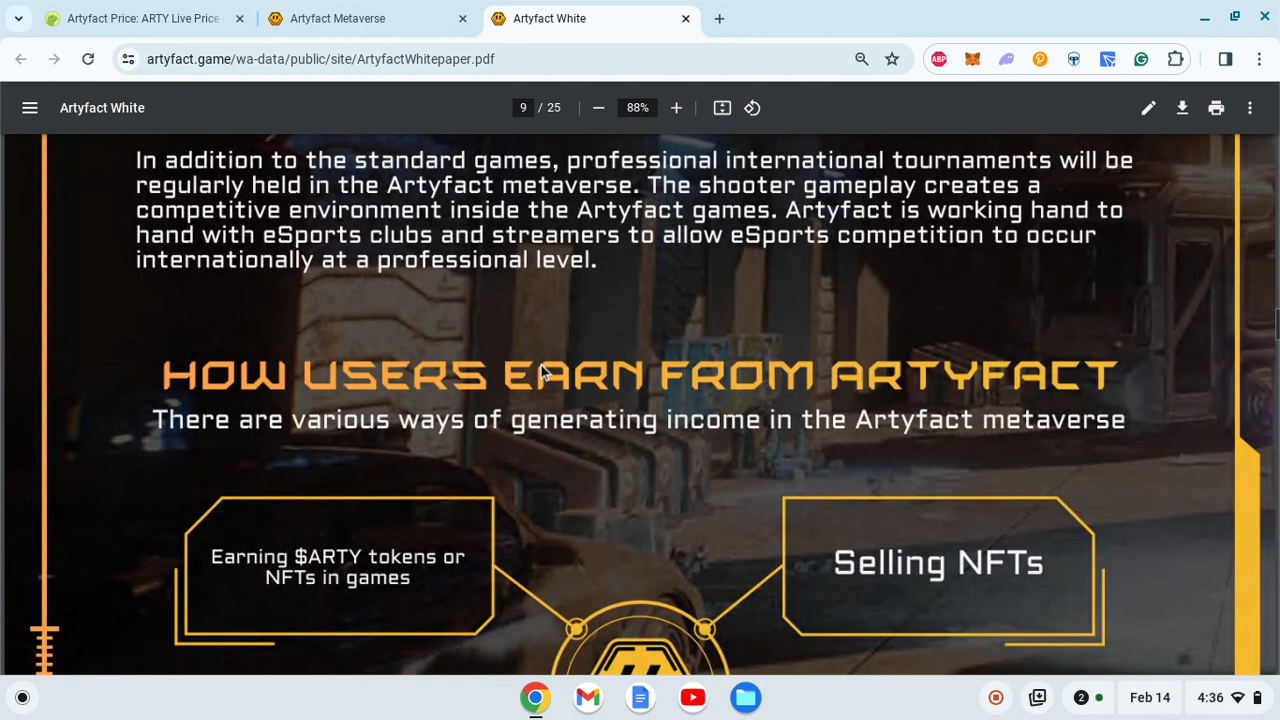 Artyfact Price: ARTY Live Price
Artyfact Metaverse
Artyfact White
artyfact.game/ma-data/public/site/ArtyfactWhitepaper.pdf
ABP
Artyfact White
9 / 25
88%
In addition to the standard games, professional international tournaments will be
regularly held in the Artyfact metaverse. The shooter gameplay creates a
competitive environment inside the Artyfact games. Artyfact is working hand to
hand with eSports clubs and streamers to allow eSports competition to occur
internationally at a professional level.
HOW USERS EARN FROM ARTYFACT
There are various ways of generating income in the Artyfact metaverse
Earning $ARTY tokens or
NFTs in games
Selling NFTs
2
Feb 14
4:36